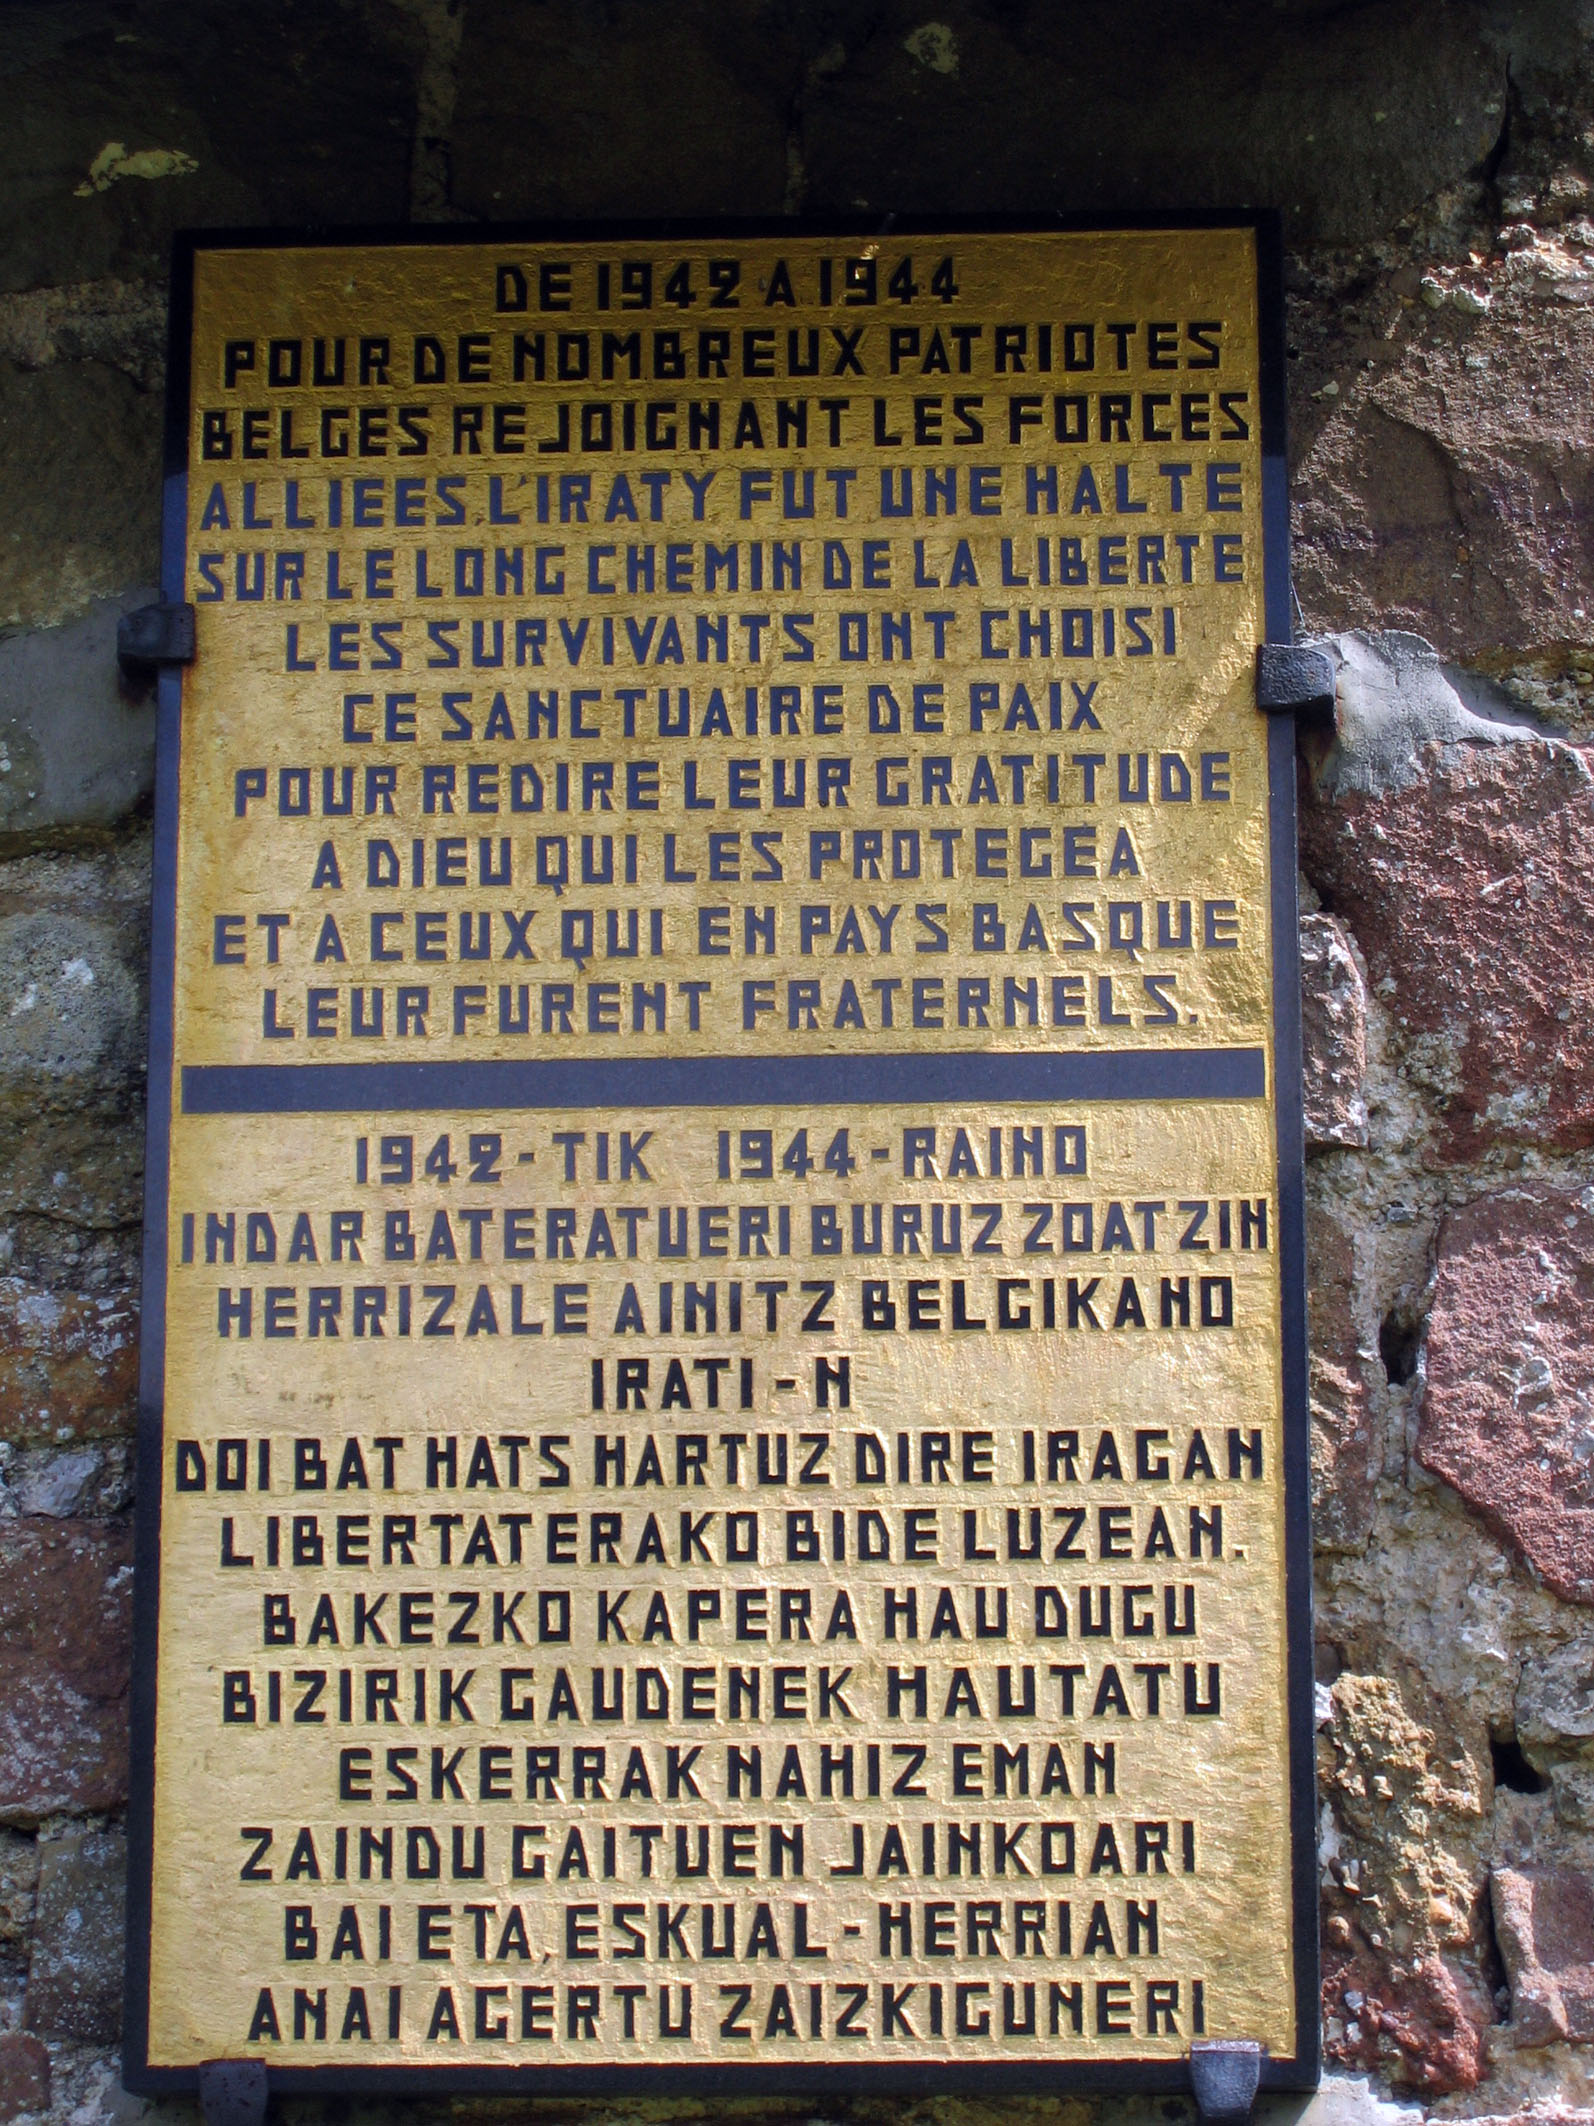 DE 1942 A 1944
POUR DE NOMBREUX PATRIOTES
BELGES REJOIGNANT LES FORCES
ALLIEES, L'IRATY FUT UNE HALTE
SUR LE LONG CHEMIN DE LA LIBERTE
LES SURVIVANTS ONT CHOISI
CE SANCTUAIRE DE PAIX
POUR REDIRE LEUR GRATITUDE
A DIEU QUI LES PROTEGEA
ET A CEUX QUI EN PAYS BASQUE
LEUR FURENT FRATERNELS.
1942-TIK 1944-RAINO
INDAR BATERATUERI BURUZ ZOATZIN
HERRIZALE AINITZ BELGIKANO
IRATI-N
DOI BAT HATS HARTUZ DIRE IRAGAN
LIBERTATERAKO BIDE LUZEAN.
BAKEZKO KAPERA HAU DUGU
BIZIRIK GAUDENEK HAUTATU
ESKERRAK NAHIZ EMAN
ZAINDU GAITUEN JAINKOARI
BAI ETA, ESKUAL-HERRIAN
ANAI AGERTU ZAIZKIGUNERI